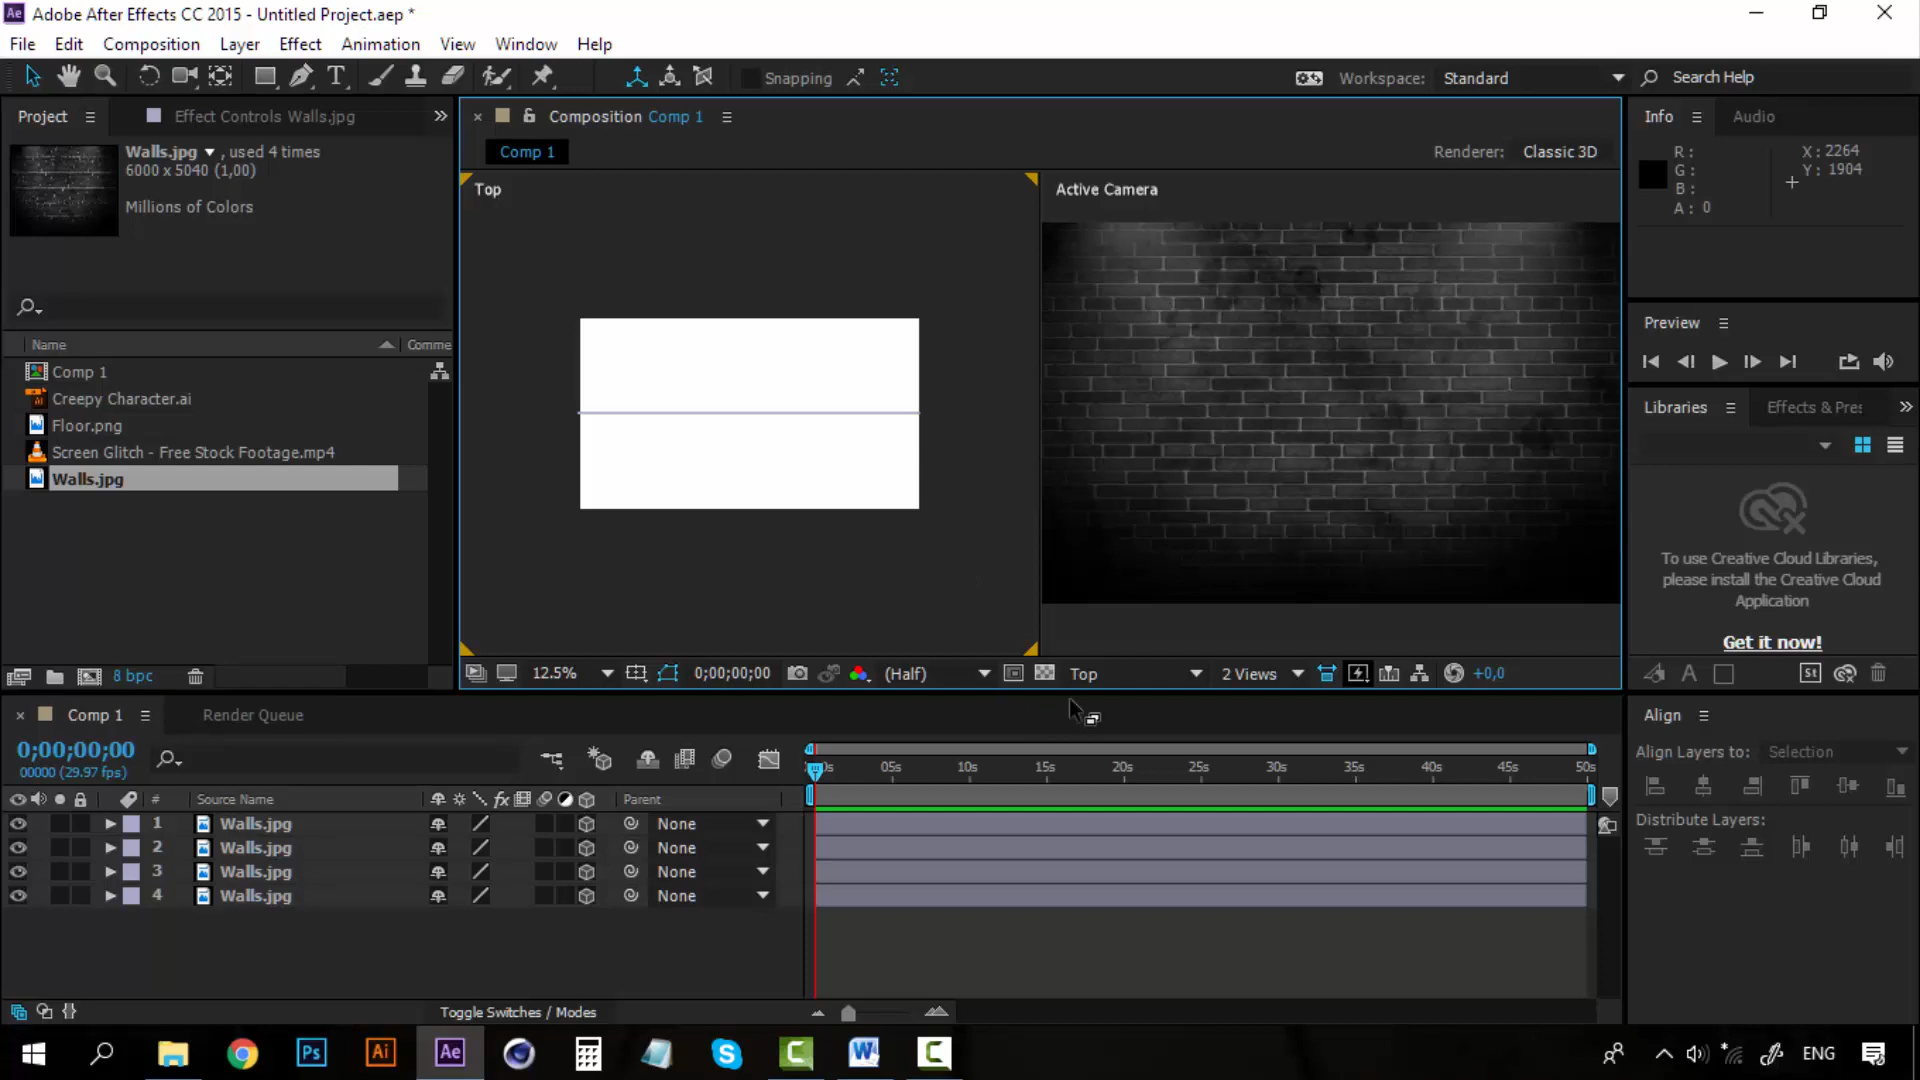 Adobe After Effects CC 2015 - Untitled Project.aep *
File Edit Composition Layer Effect Animation View Window Help
Snapping
Workspace: Standard
Search Help
Project
Effect Controls Walls.jpg
Composition Comp 1
Info
Audio
Walls.jpg , used 4 times
6000 x 5040 (1,00)
Millions of Colors
Comp 1
Renderer: Classic 3D
R: X: 2264
G: Y: 1904
B:
A: 0
Top
Active Camera
Preview
Name
Comme
Comp 1
Creepy Character.ai
Floor.png
Screen Glitch - Free Stock Footage.mp4
Walls.jpg
Libraries
Effects & Pres
To use Creative Cloud Libraries,
please install the Creative Cloud
Application
Get it now!
8 bpc
12.5%
0;00;00;00
(Half)
Top
2 Views
+0,0
St
Comp 1
Render Queue
Align
0;00;00;00
00000 (29.97 fps)
0s 05s 10s 15s 20s 25s 30s 35s 40s 45s 50s
Align Layers to: Selection
# Source Name
fx
Parent
Distribute Layers:
1 Walls.jpg None
2 Walls.jpg None
3 Walls.jpg None
4 Walls.jpg None
Toggle Switches / Modes
Ps
Ai
Ae
ENG